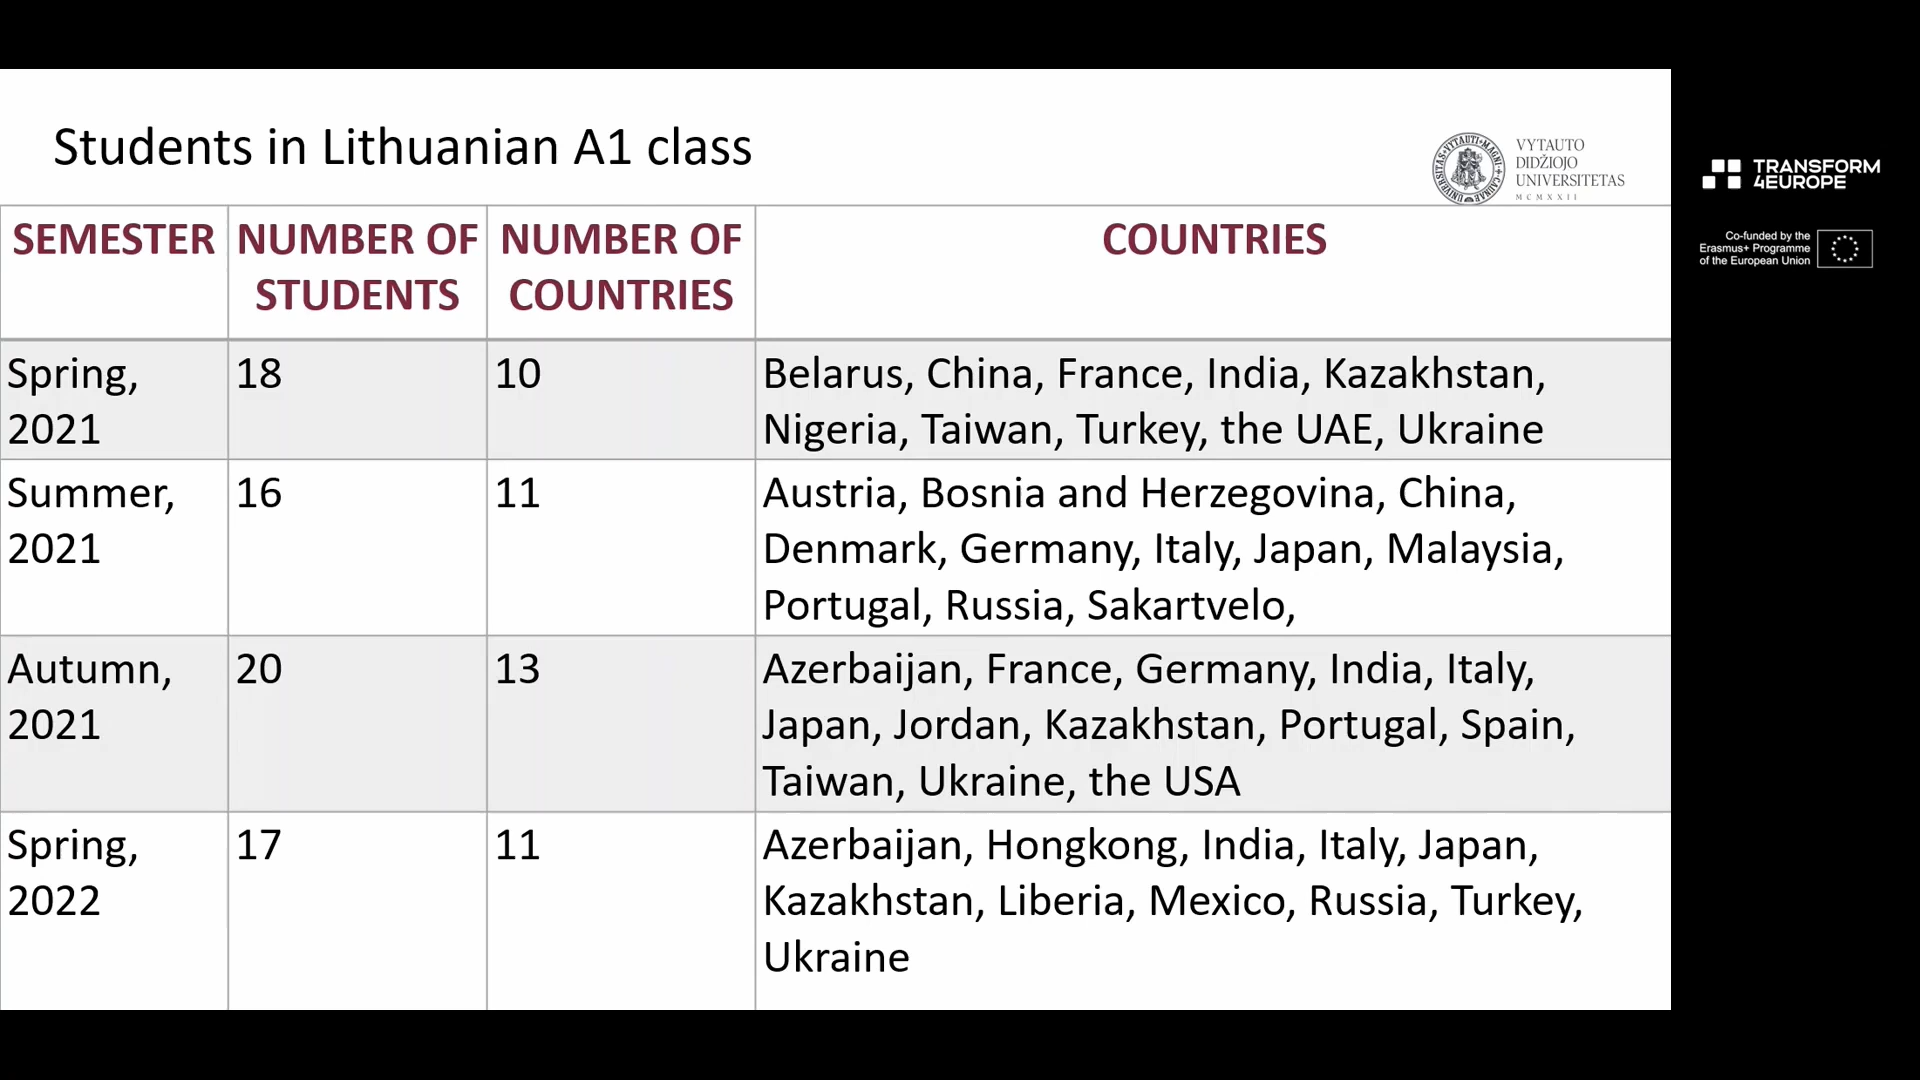 Students in Lithuanian A1 class
VYTAUTO
DIDŽIOJO
UNIVERSITETAS
MCMXXII
TRANSFORM
4EUROPE
Co-funded by the
Erasmus+ Programme
of the European Union
SEMESTER
NUMBER OF
STUDENTS
NUMBER OF
COUNTRIES
COUNTRIES
Spring,
2021
18
10
Belarus, China, France, India, Kazakhstan,
Nigeria, Taiwan, Turkey, the UAE, Ukraine
Summer,
2021
16
11
Austria, Bosnia and Herzegovina, China,
Denmark, Germany, Italy, Japan, Malaysia,
Portugal, Russia, Sakartvelo,
Autumn,
2021
20
13
Azerbaijan, France, Germany, India, Italy,
Japan, Jordan, Kazakhstan, Portugal, Spain,
Taiwan, Ukraine, the USA
Spring,
2022
17
11
Azerbaijan, Hongkong, India, Italy, Japan,
Kazakhstan, Liberia, Mexico, Russia, Turkey,
Ukraine